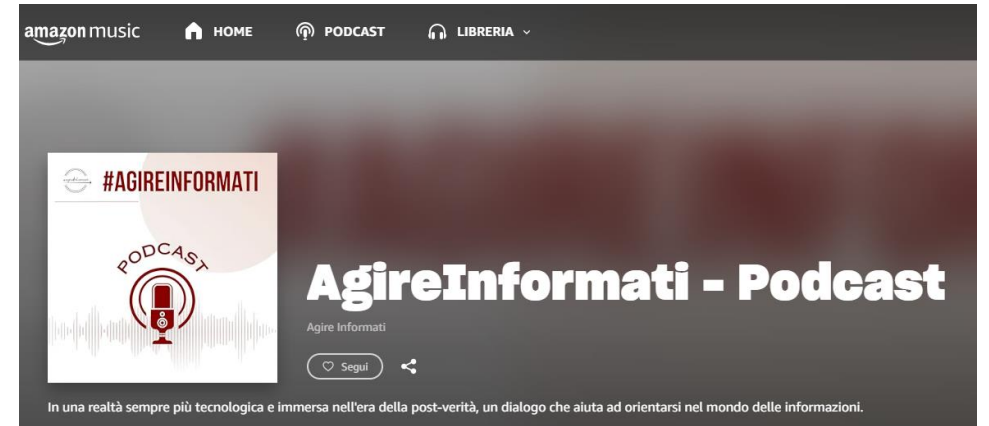 amazon music HOME PODCAST LIBRERIA
#AGIREINFORMATI
PODCAST
AgireInformati - Podcast
Agire Informati
Segui
In una realtà sempre più tecnologica e immersa nell'era della post-verità, un dialogo che aiuta ad orientarsi nel mondo delle informazioni.